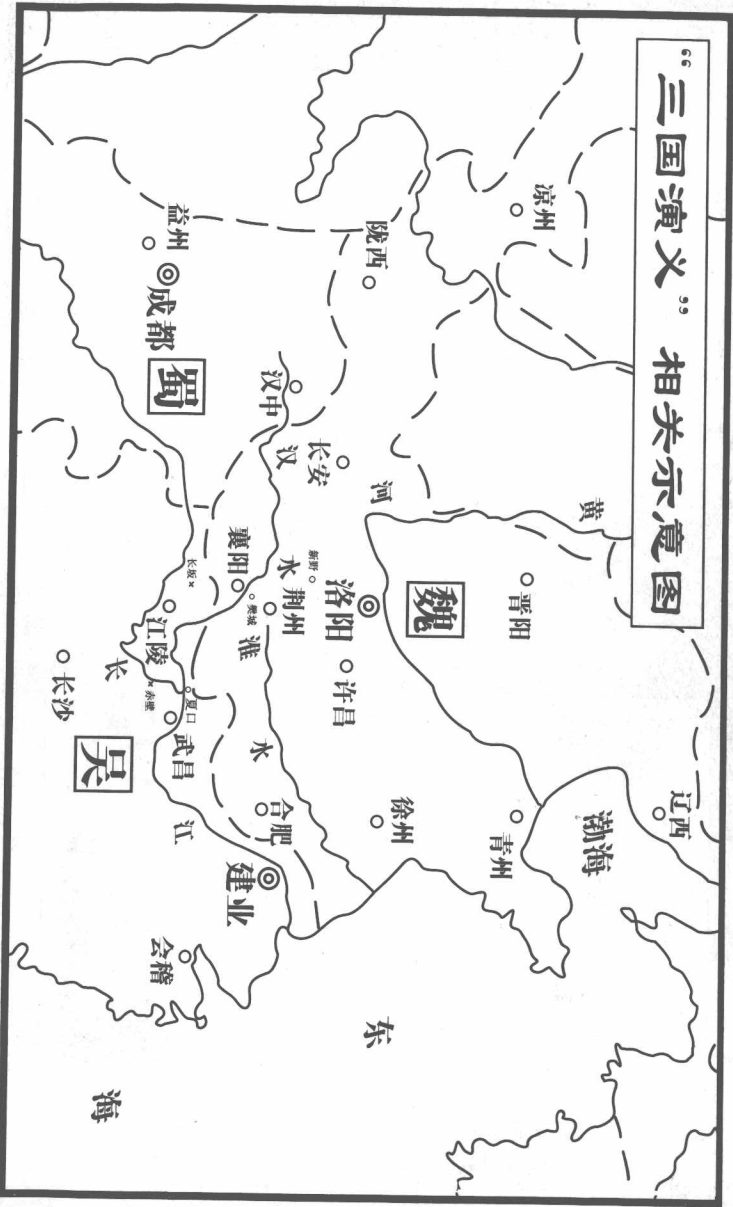 “三国演义”相关示意图
辽西
渤海
黄
凉州
晋阳
青州
魏
河
陇西
徐州
东
洛阳
许昌
长安
新野
汉中
汉
水
荆州
樊城
襄阳
淮
水
合肥
建业
长坂
夏口
益州
成都
蜀
江陵
赤壁
武昌
江
会稽
长
长沙
吴
海